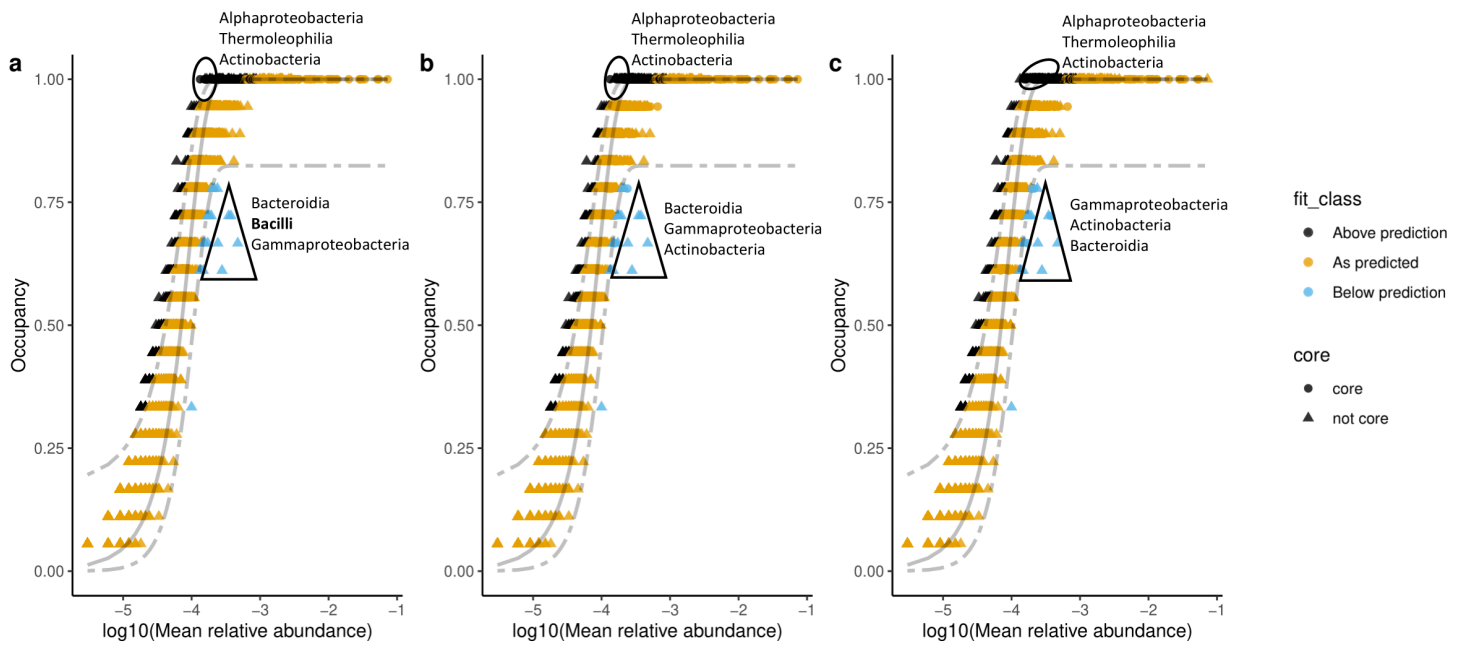 a
Alphaproteobacteria
Thermoleophilia
Actinobacteria
1.00
0.75
0.50
0.25
0.00
Occupancy
Bacteroidia
Bacilli
Gammaproteobacteria
−5
−4
−3
−2
−1
log10(Mean relative abundance)
b
Alphaproteobacteria
Thermoleophilia
Actinobacteria
1.00
0.75
0.50
0.25
0.00
Occupancy
Bacteroidia
Gammaproteobacteria
Actinobacteria
−5
−4
−3
−2
−1
log10(Mean relative abundance)
c
Alphaproteobacteria
Thermoleophilia
Actinobacteria
1.00
0.75
0.50
0.25
0.00
Occupancy
Gammaproteobacteria
Actinobacteria
Bacteroidia
−5
−4
−3
−2
−1
log10(Mean relative abundance)
fit_class
Above prediction
As predicted
Below prediction
core
core
not core